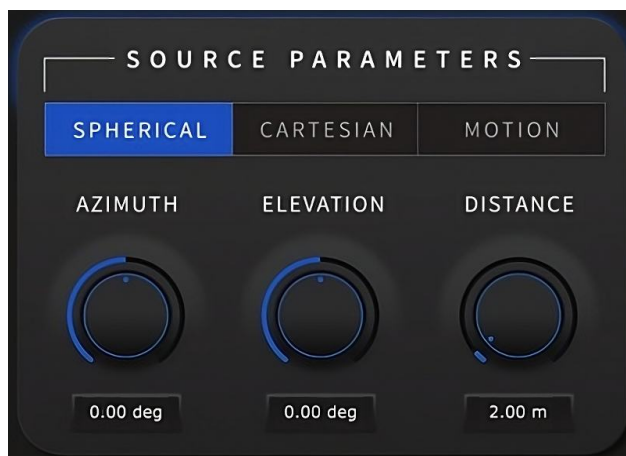 SOURCE PARAMETERS
SPHERICAL CARTESIAN MOTION
AZIMUTH ELEVATION DISTANCE
0.00 deg 0.00 deg 2.00 m